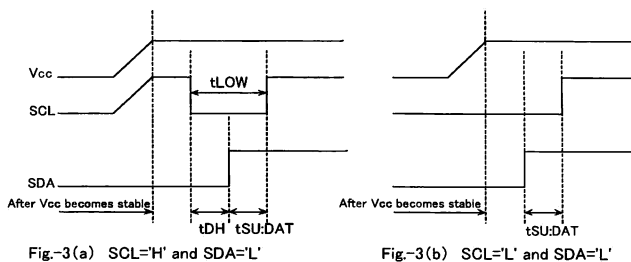 Vcc
tLOW
SCL
SDA
After Vcc becomes stable
tDH tSU:DAT
Fig.-3(a) SCL='H' and SDA='L'
After Vcc becomes stable
tSU:DAT
Fig.-3(b) SCL='L' and SDA='L'